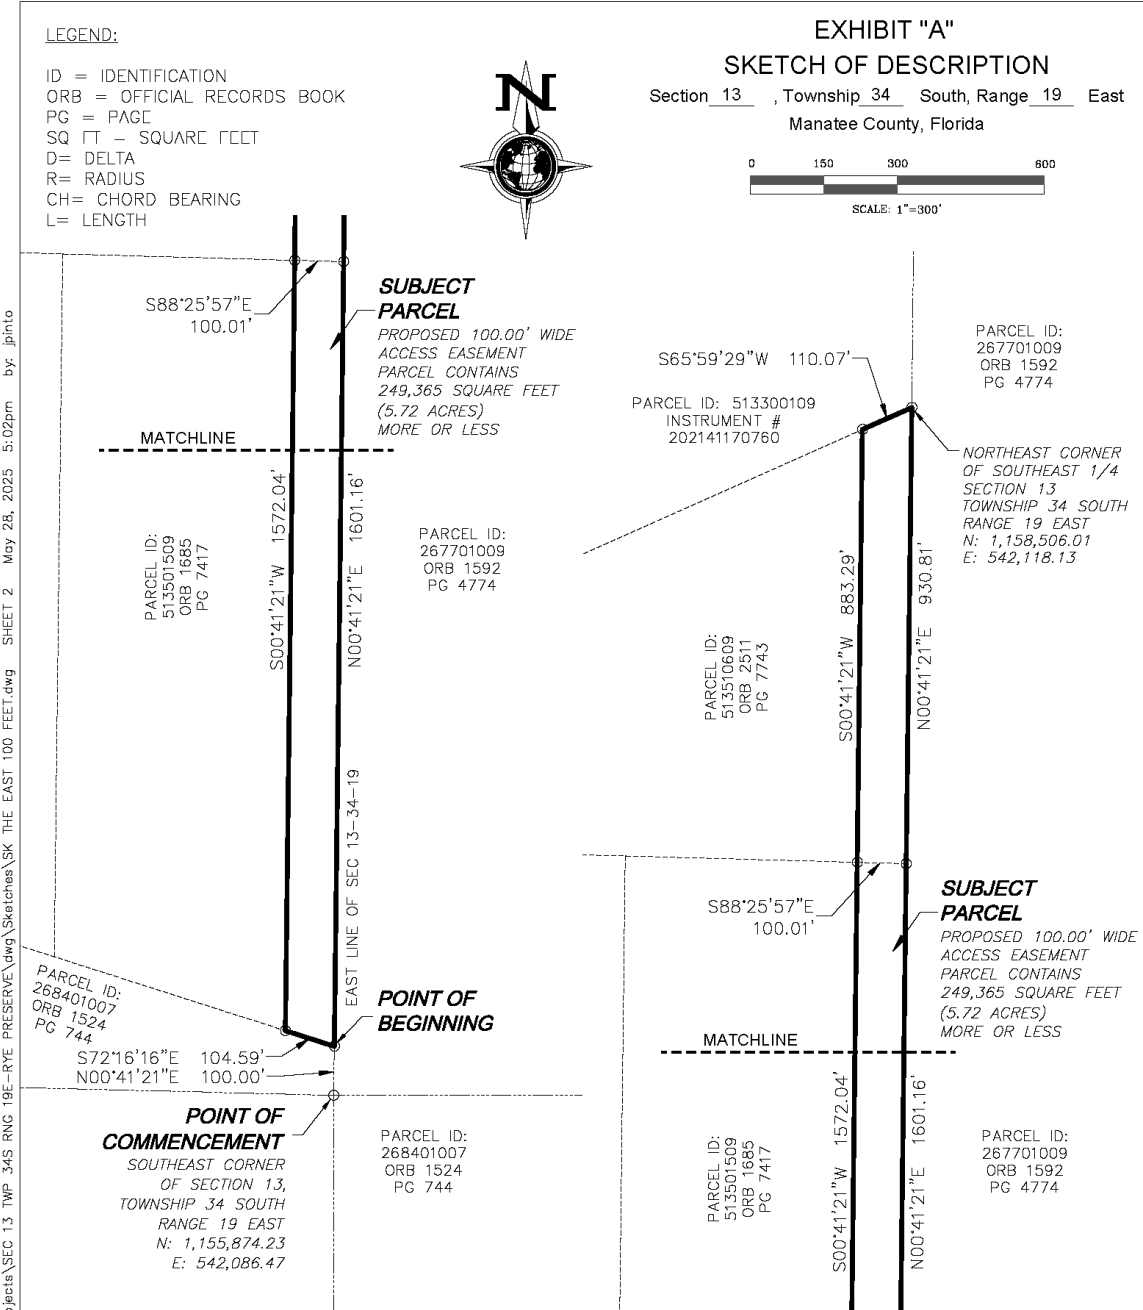 LEGEND:
ID = IDENTIFICATION
ORB = OFFICIAL RECORDS BOOK
PG = PAGE
SQ FT = SQUARE FEET
D= DELTA
R= RADIUS
CH= CHORD BEARING
L= LENGTH
N
EXHIBIT "A"
SKETCH OF DESCRIPTION
Section 13 , Township 34 South, Range 19 East
Manatee County, Florida
0 150 300 600
SCALE: 1"=300'
S88°25'57"E
100.01'
SUBJECT
PARCEL
PROPOSED 100.00' WIDE
ACCESS EASEMENT
PARCEL CONTAINS
249,365 SQUARE FEET
(5.72 ACRES)
MORE OR LESS
MATCHLINE
S00°41'21"W 1572.04'
N00°41'21"E 1601.16'
PARCEL ID:
513501509
ORB 1685
PG 7417
PARCEL ID:
267701009
ORB 1592
PG 4774
EAST LINE OF SEC 13-34-19
PARCEL ID:
268401007
ORB 1524
PG 744
POINT OF
BEGINNING
S72°16'16"E 104.59'
N00°41'21"E 100.00'
POINT OF
COMMENCEMENT
SOUTHEAST CORNER
OF SECTION 13,
TOWNSHIP 34 SOUTH
RANGE 19 EAST
N: 1,155,874.23
E: 542,086.47
PARCEL ID:
268401007
ORB 1524
PG 744
PARCEL ID:
267701009
ORB 1592
PG 4774
S65°59'29"W 110.07'
PARCEL ID: 513300109
INSTRUMENT #
202141170760
NORTHEAST CORNER
OF SOUTHEAST 1/4
SECTION 13
TOWNSHIP 34 SOUTH
RANGE 19 EAST
N: 1,158,506.01
E: 542,118.13
S00°41'21"W 883.29'
N00°41'21"E 930.81'
PARCEL ID:
513510609
ORB 2511
PG 7743
S88°25'57"E
100.01'
SUBJECT
PARCEL
PROPOSED 100.00' WIDE
ACCESS EASEMENT
PARCEL CONTAINS
249,365 SQUARE FEET
(5.72 ACRES)
MORE OR LESS
MATCHLINE
S00°41'21"W 1572.04'
N00°41'21"E 1601.16'
PARCEL ID:
513501509
ORB 1685
PG 7417
PARCEL ID:
267701009
ORB 1592
PG 4774
jects\SEC 13 TWP 34S RNG 19E-RYE PRESERVE\dwg\Sketches\SK THE EAST 100 FEET.dwg SHEET 2 May 28, 2025 5:02pm by: jpinto